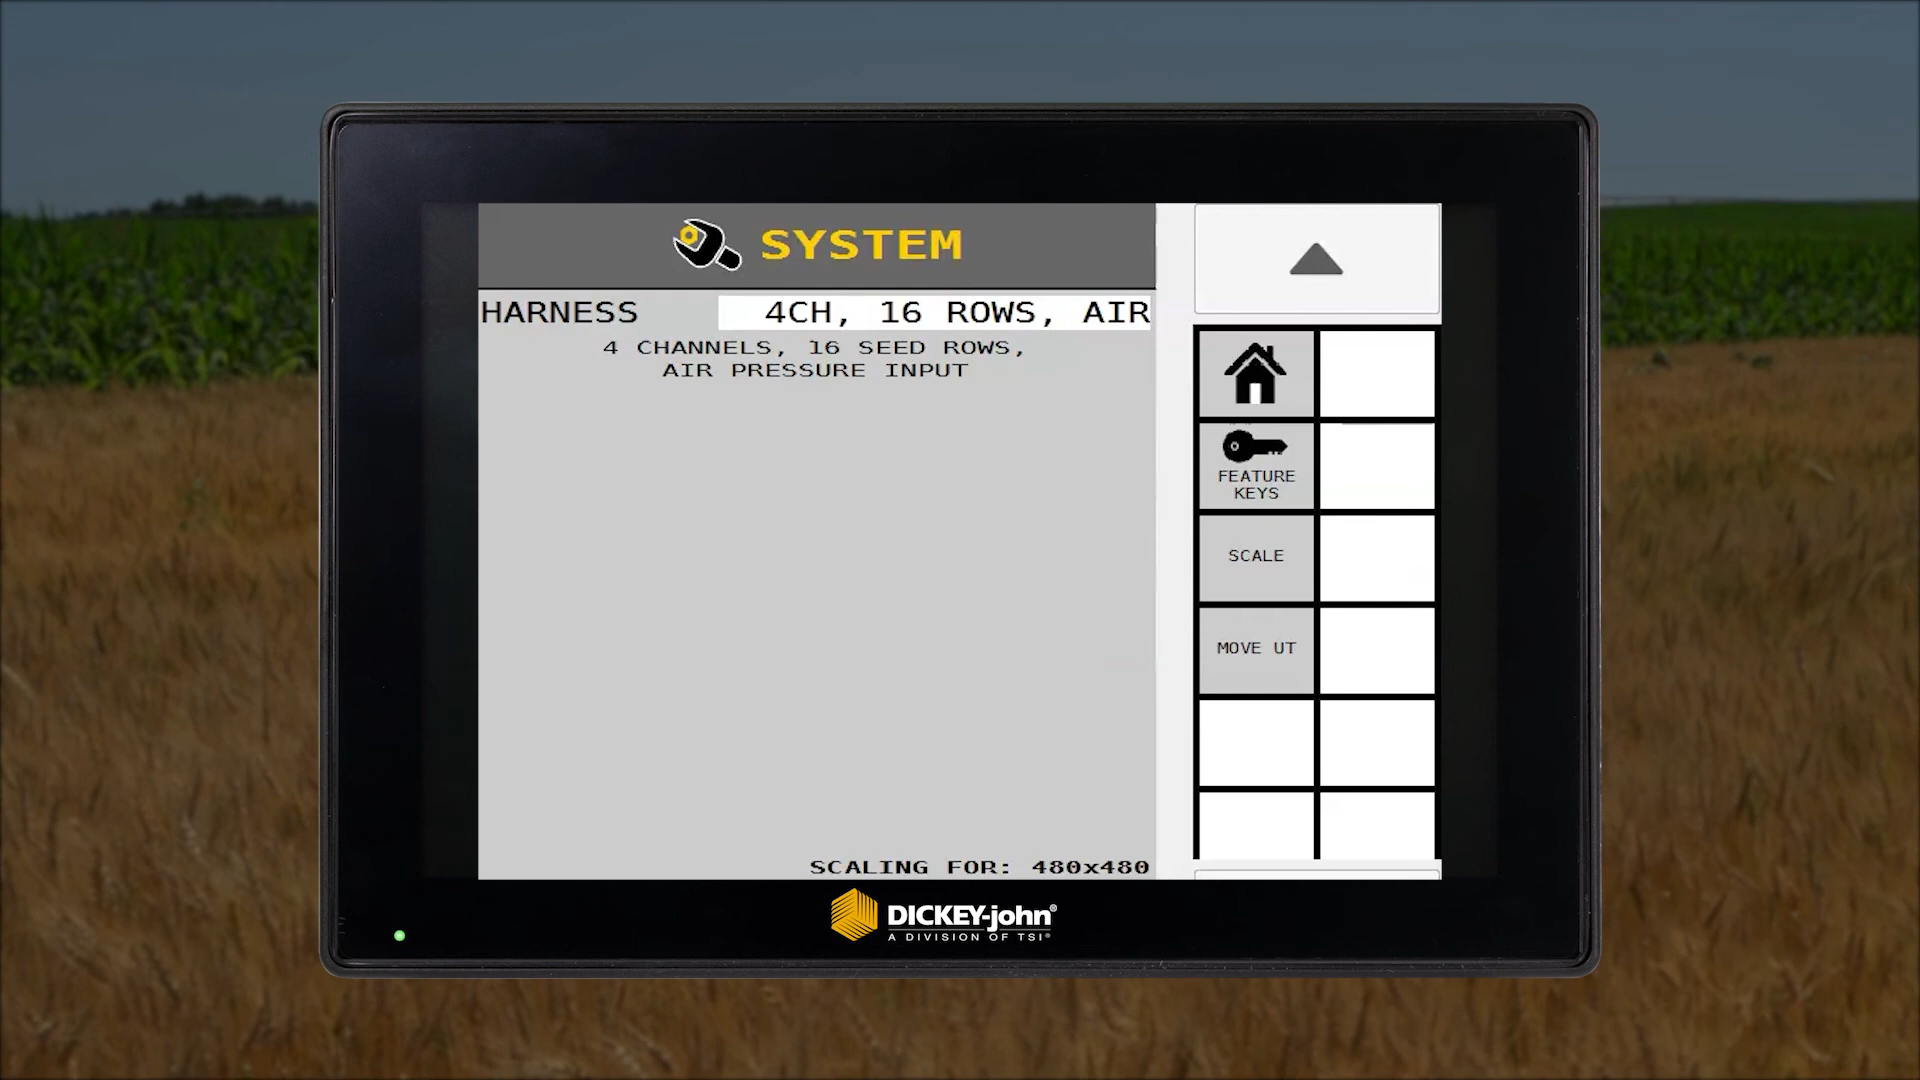 SYSTEM
HARNESS 4CH, 16 ROWS, AIR
4 CHANNELS, 16 SEED ROWS,
AIR PRESSURE INPUT
FEATURE
KEYS
SCALE
MOVE UT
SCALING FOR: 480x480
DICKEY-john®
A DIVISION OF TSI®